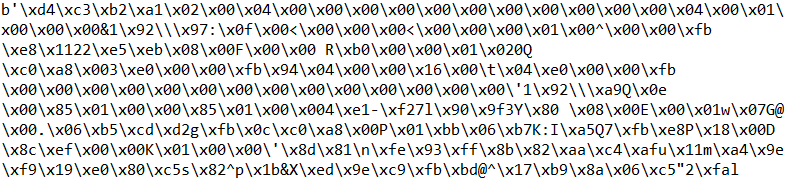 b'\xd4\xc3\xb2\xa1\x02\x00\x04\x00\x00\x00\x00\x00\x00\x00\x00\x00\x00\x00\x04\x00\x01\
x00\x00\x00&1\x92\\\x97:\x0f\x00<\x00\x00\x00<\x00\x00\x00\x01\x00^\x00\x00\xfb
\xe8\x1122\xe5\xeb\x08\x00F\x00\x00 R\xb0\x00\x00\x01\x020Q
\xc0\xa8\x003\xe0\x00\x00\xfb\x94\x04\x00\x00\x16\x00\t\x04\xe0\x00\x00\xfb
\x00\x00\x00\x00\x00\x00\x00\x00\x00\x00\x00\x00\x00\x00\'1\x92\\\xa9Q\x0e
\x00\x85\x01\x00\x00\x85\x01\x00\x004\xe1-\xf27l\x90\x9f3Y\x80 \x08\x00E\x00\x01w\x07G@
\x00.\x06\xb5\xcd\xd2g\xfb\x0c\xc0\xa8\x00P\x01\xbb\x06\xb7K:I\xa5Q7\xfb\xe8P\x18\x00D
\x8c\xef\x00\x00K\x01\x00\x00\'\x8d\x81\n\xfe\x93\xff\x8b\x82\xaa\xc4\xafu\x11m\xa4\x9e
\xf9\x19\xe0\x80\xc5s\x82^p\x1b&X\xed\x9e\xc9\xfb\xbd@^\x17\xb9\x8a\x06\xc5"2\xfal